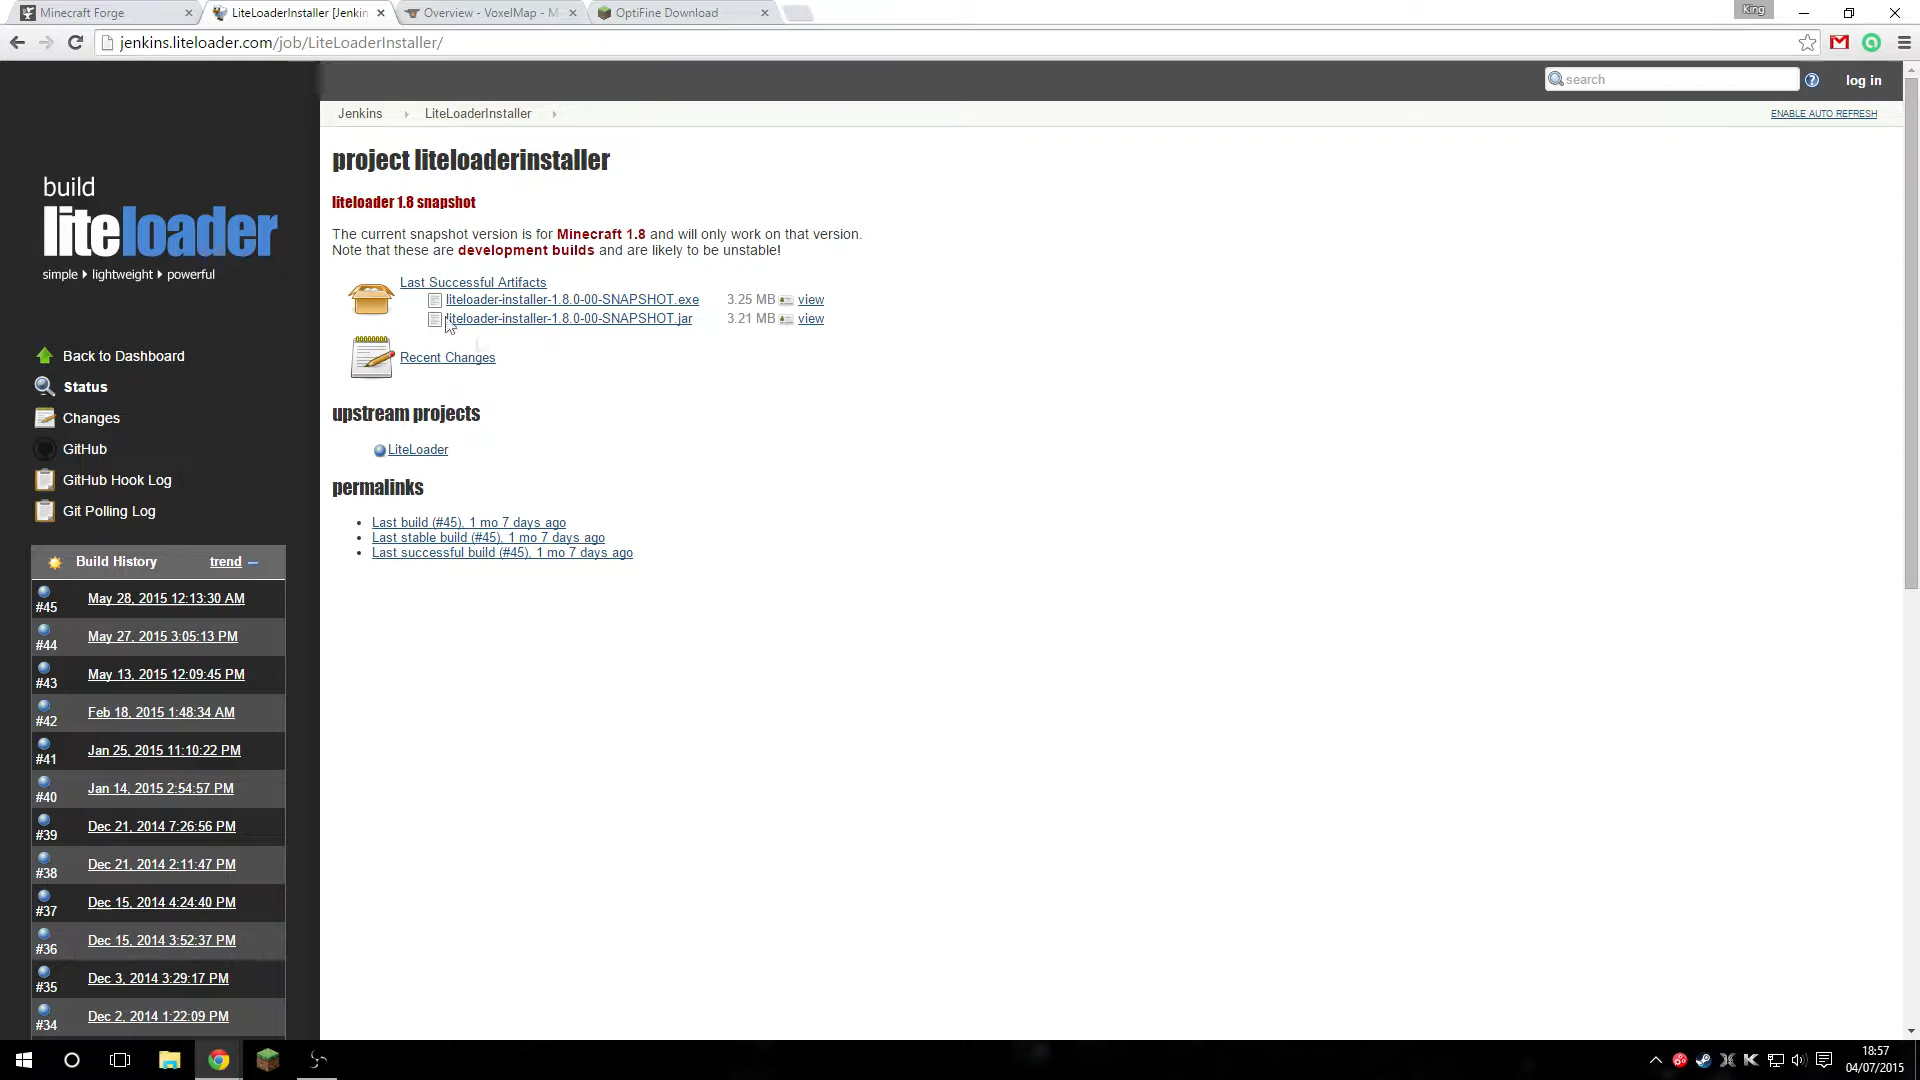 Minecraft Forge
LiteLoaderInstaller [Jenkin
Overview - VoxelMap - M
OptiFine Download
King
jenkins.liteloader.com/job/LiteLoaderInstaller/
search
log in
Jenkins
LiteLoaderInstaller
ENABLE AUTO REFRESH
build
liteloader
simple lightweight powerful
Back to Dashboard
Status
Changes
GitHub
GitHub Hook Log
Git Polling Log
Build History trend
#45 May 28, 2015 12:13:30 AM
#44 May 27, 2015 3:05:13 PM
#43 May 13, 2015 12:09:45 PM
#42 Feb 18, 2015 1:48:34 AM
#41 Jan 25, 2015 11:10:22 PM
#40 Jan 14, 2015 2:54:57 PM
#39 Dec 21, 2014 7:26:56 PM
#38 Dec 21, 2014 2:11:47 PM
#37 Dec 15, 2014 4:24:40 PM
#36 Dec 15, 2014 3:52:37 PM
#35 Dec 3, 2014 3:29:17 PM
#34 Dec 2, 2014 1:22:09 PM
project liteloaderinstaller
liteloader 1.8 snapshot
The current snapshot version is for Minecraft 1.8 and will only work on that version.
Note that these are development builds and are likely to be unstable!
Last Successful Artifacts
liteloader-installer-1.8.0-00-SNAPSHOT.exe 3.25 MB view
liteloader-installer-1.8.0-00-SNAPSHOT.jar 3.21 MB view
Recent Changes
upstream projects
LiteLoader
permalinks
• Last build (#45), 1 mo 7 days ago
• Last stable build (#45), 1 mo 7 days ago
• Last successful build (#45), 1 mo 7 days ago
18:57
04/07/2015